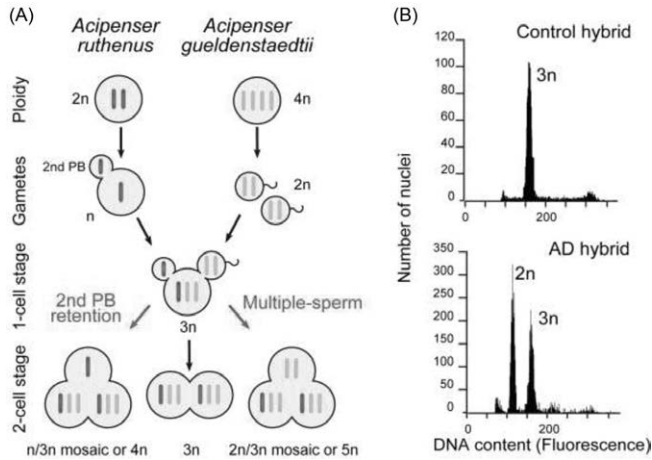 (A)
Acipenser
ruthenus
Acipenser
gueldenstaedtii
Ploidy
2n
4n
Gametes
2nd PB
n
2n
1-cell stage
2nd PB
retention
Multiple-sperm
3n
2-cell stage
n/3n mosaic or 4n
3n
2n/3n mosaic or 5n
(B)
Control hybrid
120
100
80
60
40
20
0
3n
0
200
Number of nuclei
AD hybrid
350
300
250
200
150
100
50
0
2n
3n
0
200
DNA content (Fluorescence)